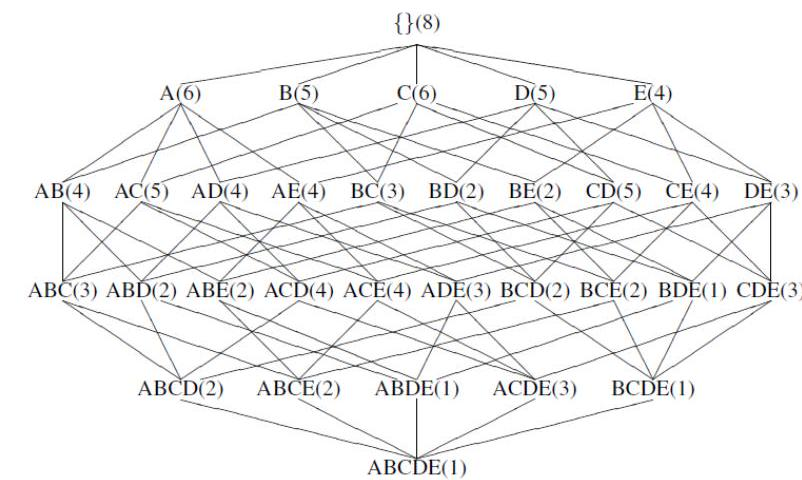 {}(8)
A(6) B(5) C(6) D(5) E(4)
AB(4) AC(5) AD(4) AE(4) BC(3) BD(2) BE(2) CD(5) CE(4) DE(3)
ABC(3) ABD(2) ABE(2) ACD(4) ACE(4) ADE(3) BCD(2) BCE(2) BDE(1) CDE(3)
ABCD(2) ABCE(2) ABDE(1) ACDE(3) BCDE(1)
ABCDE(1)